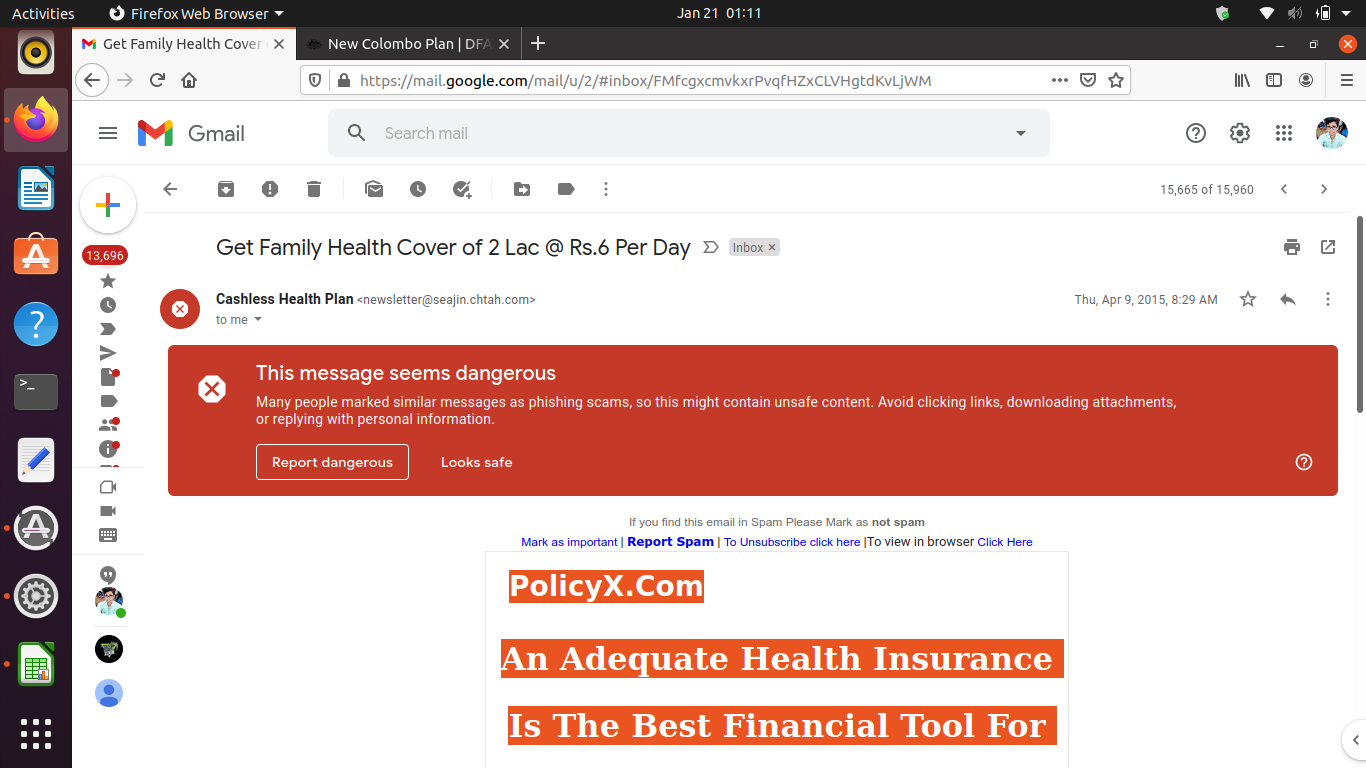 Activities
Firefox Web Browser
Jan 21 01:11
Get Family Health Cover
New Colombo Plan | DFA
https://mail.google.com/mail/u/2/#inbox/FMfcgxcmvkxrPvqfHZxCLVHgtdKvLjWM
Gmail
Search mail
15,665 of 15,960
13,696
Get Family Health Cover of 2 Lac @ Rs.6 Per Day
Inbox ×
Cashless Health Plan <newsletter@seajin.chtah.com>
Thu, Apr 9, 2015, 8:29 AM
to me
This message seems dangerous
Many people marked similar messages as phishing scams, so this might contain unsafe content. Avoid clicking links, downloading attachments,
or replying with personal information.
Report dangerous
Looks safe
If you find this email in Spam Please Mark as not spam
Mark as important | Report Spam | To Unsubscribe click here |To view in browser Click Here
PolicyX.Com
An Adequate Health Insurance
Is The Best Financial Tool For